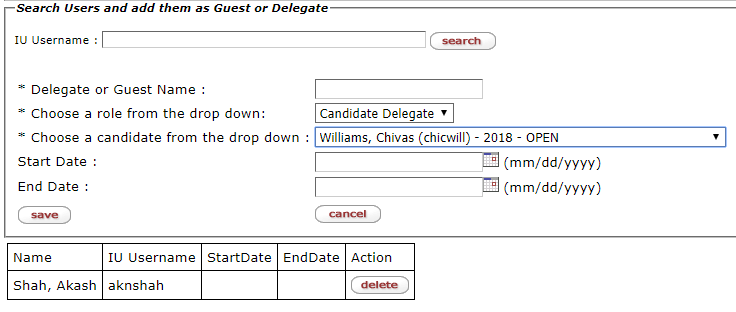 Search Users and add them as Guest or Delegate
IU Username : search
* Delegate or Guest Name :
* Choose a role from the drop down: Candidate Delegate
* Choose a candidate from the drop down : Williams, Chivas (chicwill) - 2018 - OPEN
Start Date : (mm/dd/yyyy)
End Date : (mm/dd/yyyy)
save cancel
Name IU Username StartDate EndDate Action
Shah, Akash aknshah delete